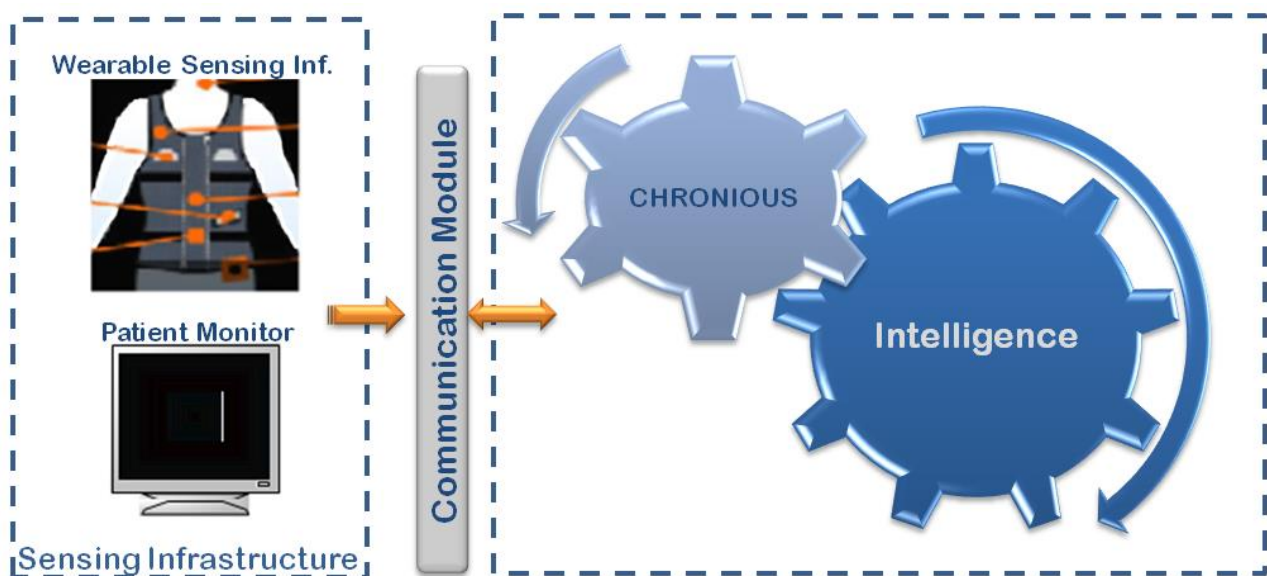 Wearable Sensing Inf.
Patient Monitor
Sensing Infrastructure
Communication Module
CHRONIOUS
Intelligence